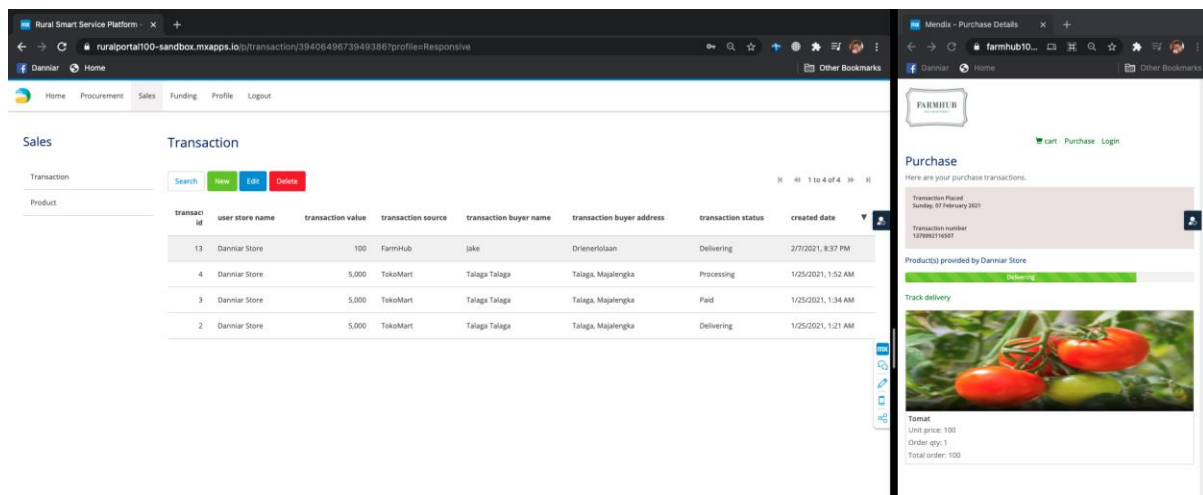 Rural Smart Service Platform -
ruralportal100-sandbox.mxapps.io/p/transaction/3940649673949386?profile=Responsive
Danniar Home Other Bookmarks
Home Procurement Sales Funding Profile Logout
Sales
Transaction
Product
Transaction
Search New Edit Delete 1 to 4 of 4
transact id user store name transaction value transaction source transaction buyer name transaction buyer address transaction status created date
13 Danniar Store 100 FarmHub Jake Drienerlolaan Delivering 2/7/2021, 8:37 PM
4 Danniar Store 5,000 TokoMart Talaga Talaga Talaga, Majalengka Processing 1/25/2021, 1:52 AM
3 Danniar Store 5,000 TokoMart Talaga Talaga Talaga, Majalengka Paid 1/25/2021, 1:34 AM
2 Danniar Store 5,000 TokoMart Talaga Talaga Talaga, Majalengka Delivering 1/25/2021, 1:21 AM
mx
Mendix - Purchase Details
farmhub10...
Danniar Home Other Bookmarks
FARMHUB
cart Purchase Login
Purchase
Here are your purchase transactions.
Transaction Placed
Sunday, 07 February 2021
Transaction number
1370992116507
Product(s) provided by Danniar Store
Delivering
Track delivery
Tomat
Unit price: 100
Order qty: 1
Total order: 100